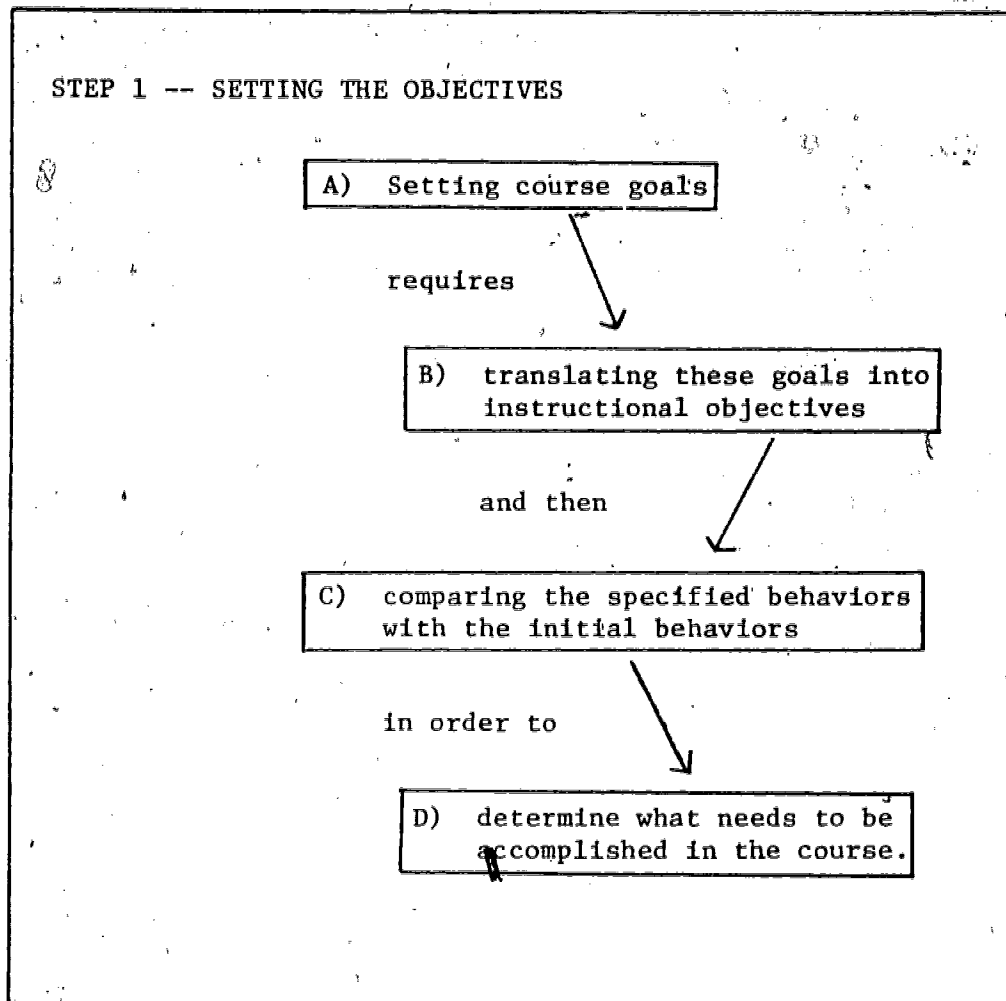 STEP 1 -- SETTING THE OBJECTIVES
A) Setting course goals
requires
B) translating these goals into
instructional objectives
and then
C) comparing the specified behaviors
with the initial behaviors
in order to
D) determine what needs to be
accomplished in the course.